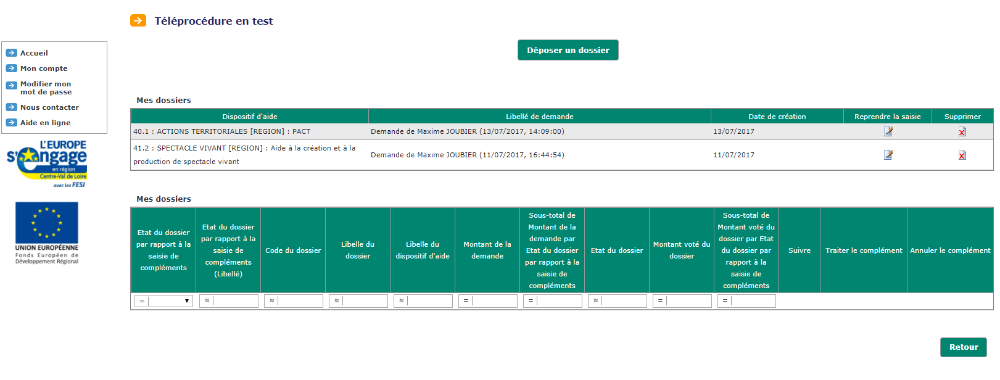 Téléprocédure en test
Déposer un dossier
Accueil
Mon compte
Modifier mon
mot de passe
Nous contacter
Aide en ligne
L'EUROPE
s'engage
en région
Centre-Val de Loire
avec les FESI
UNION EUROPÉENNE
Fonds Européen de
Développement Régional
Mes dossiers
Dispositif d'aide Libellé de demande Date de création Reprendre la saisie Supprimer
40.1 : ACTIONS TERRITORIALES [REGION] : PACT Demande de Maxime JOUBIER (13/07/2017, 14:09:00) 13/07/2017
41.2 : SPECTACLE VIVANT [REGION] : Aide à la création et à la
production de spectacle vivant
Demande de Maxime JOUBIER (11/07/2017, 16:44:54) 11/07/2017
Mes dossiers
Etat du dossier
par rapport à la
saisie de
compléments
Etat du dossier
par rapport à la
saisie de
compléments
(Libellé)
Code du dossier
Libelle du
dossier
Libelle du
dispositif d'aide
Montant de la
demande
Sous-total de
Montant de la
demande par
Etat du dossier
par rapport à la
saisie de
compléments
Etat du dossier
Montant voté du
dossier
Sous-total de
Montant voté du
dossier par Etat
du dossier par
rapport à la
saisie de
compléments
Suivre
Traiter le complément
Annuler le complément
= ≈ ≈ ≈ ≈ = = ≈ = =
Retour